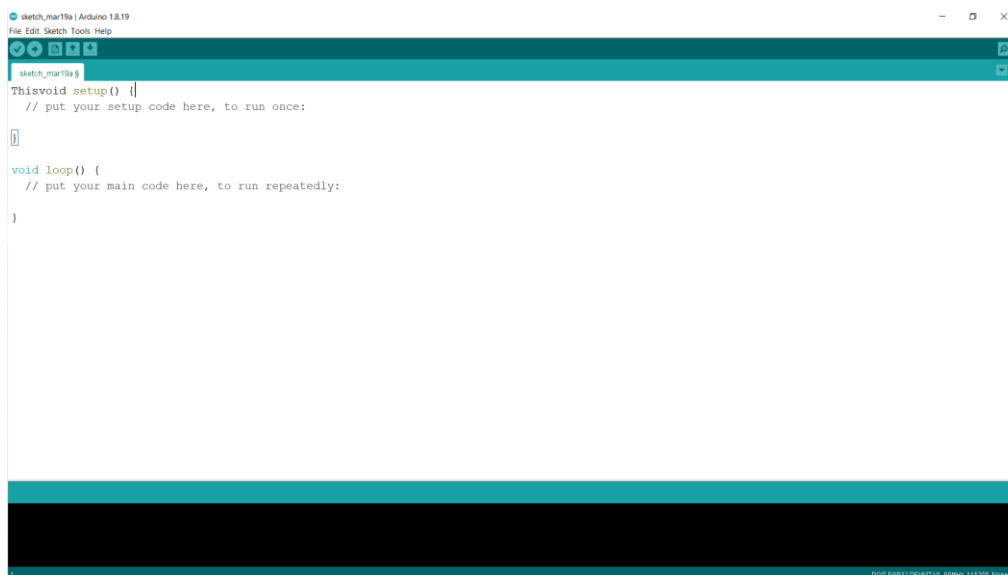 sketch_mar19a | Arduino 1.8.19
File Edit Sketch Tools Help
sketch_mar19a §
Thisvoid setup() {
// put your setup code here, to run once:
}
void loop() {
// put your main code here, to run repeatedly:
}
1